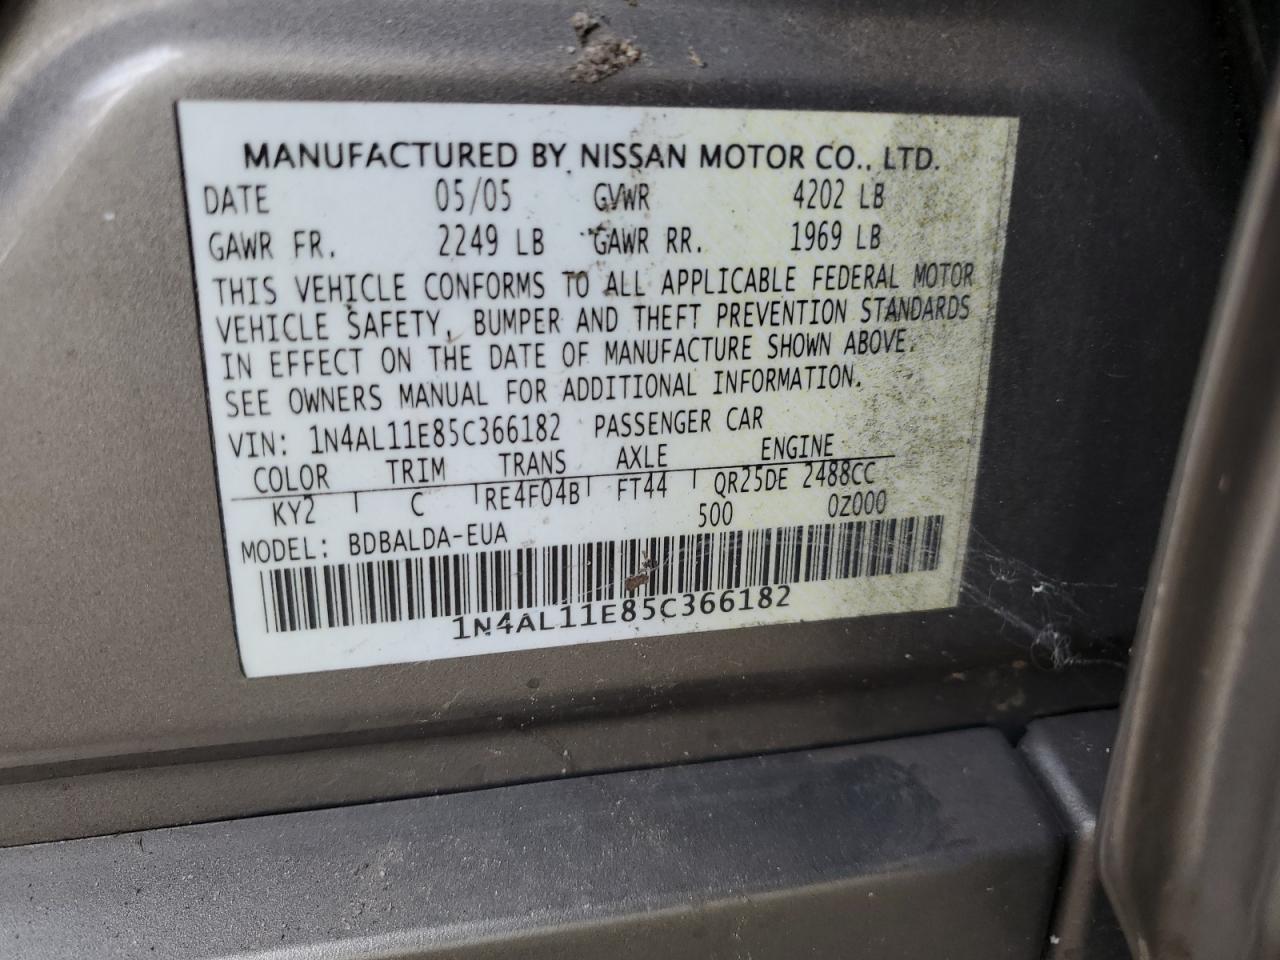 MANUFACTURED BY NISSAN MOTOR CO., LTD.
DATE 05/05 GVWR 4202 LB
GAWR FR. 2249 LB GAWR RR. 1969 LB
THIS VEHICLE CONFORMS TO ALL APPLICABLE FEDERAL MOTOR
VEHICLE SAFETY, BUMPER AND THEFT PREVENTION STANDARDS
IN EFFECT ON THE DATE OF MANUFACTURE SHOWN ABOVE.
SEE OWNERS MANUAL FOR ADDITIONAL INFORMATION.
VIN: 1N4AL11E85C366182 PASSENGER CAR
COLOR TRIM TRANS AXLE ENGINE
KY2 C RE4F04B FT44 QR25DE 2488CC
500 0Z000
MODEL: BDBALDA-EUA
1N4AL11E85C366182